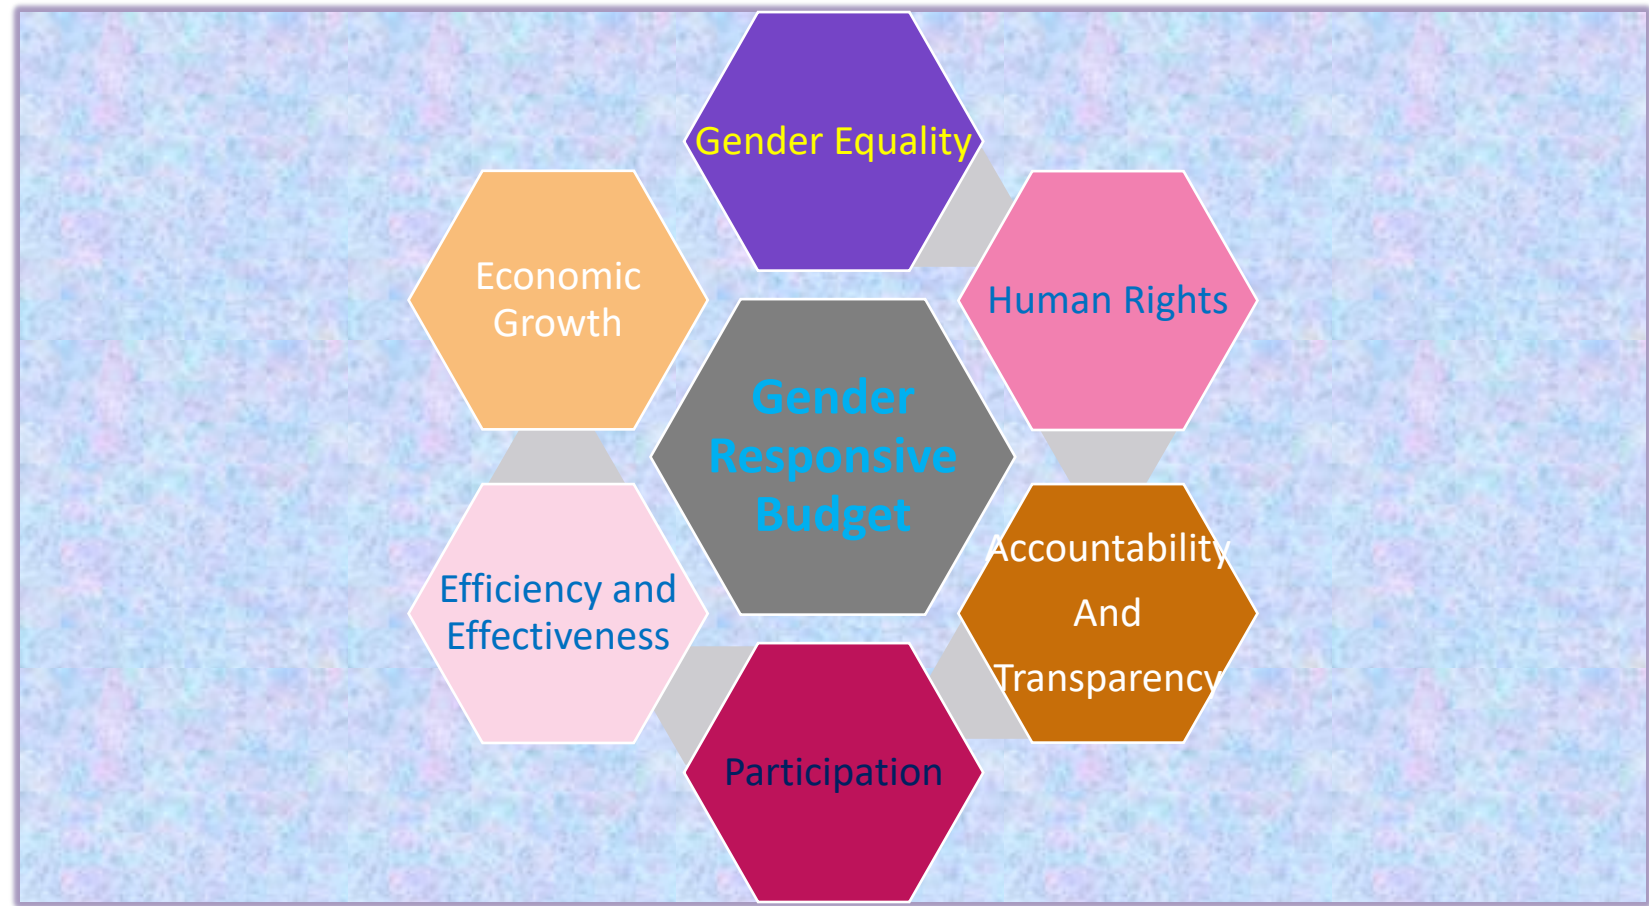 Gender Equality
Human Rights
Accountability
And
Transparency
Participation
Efficiency and
Effectiveness
Economic
Growth
Gender
Responsive
Budget